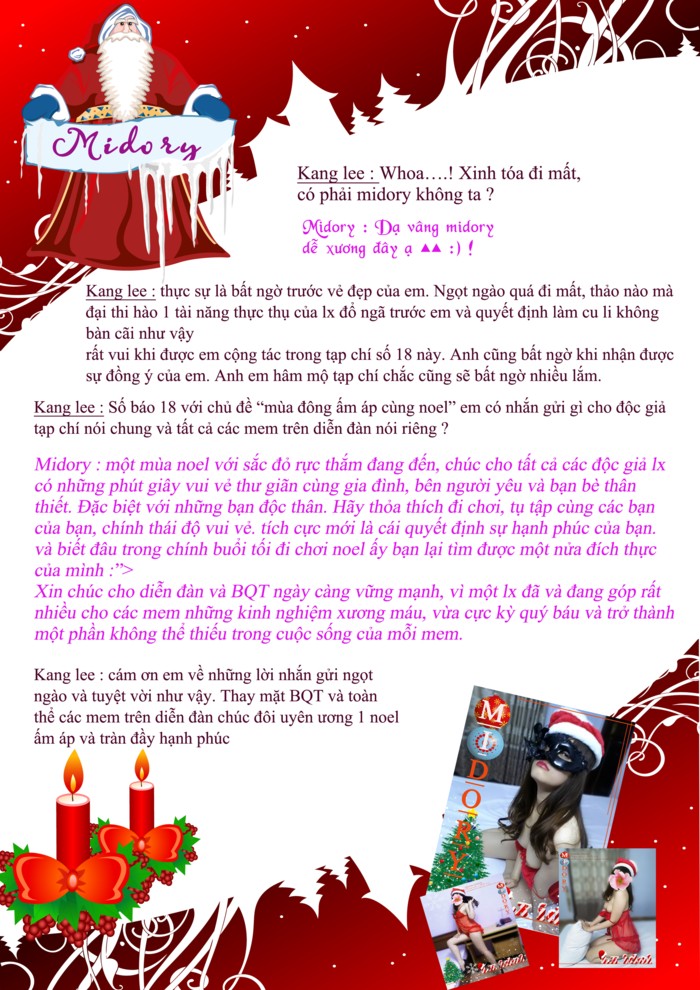 Midory
Kang lee : Whoa….! Xinh tóa đi mất,
có phải midory không ta ?
Midory : Dạ vâng midory
dễ xương đây ạ ▲▲ :) !
Kang lee : thực sự là bất ngờ trước vẻ đẹp của em. Ngọt ngào quá đi mất, thảo nào mà
đại thi hào 1 tài năng thực thụ của lx đổ ngã trước em và quyết định làm cu li không
bàn cãi như vậy
rất vui khi được em cộng tác trong tạp chí số 18 này. Anh cũng bất ngờ khi nhận được
sự đồng ý của em. Anh em hâm mộ tạp chí chắc cũng sẽ bất ngờ nhiều lắm.
Kang lee : Số báo 18 với chủ đề “mùa đông ấm áp cùng noel” em có nhắn gửi gì cho độc giả
tạp chí nói chung và tất cả các mem trên diễn đàn nói riêng ?
Midory : một mùa noel với sắc đỏ rực thắm đang đến, chúc cho tất cả các độc giả lx
có những phút giây vui vẻ thư giãn cùng gia đình, bên người yêu và bạn bè thân
thiết. Đặc biệt với những bạn độc thân. Hãy thỏa thích đi chơi, tụ tập cùng các bạn
của bạn, chính thái độ vui vẻ. tích cực mới là cái quyết định sự hạnh phúc của bạn.
và biết đâu trong chính buổi tối đi chơi noel ấy bạn lại tìm được một nửa đích thực
của mình :”>
Xin chúc cho diễn đàn và BQT ngày càng vững mạnh, vì một lx đã và đang góp rất
nhiều cho các mem những kinh nghiệm xương máu, vừa cực kỳ quý báu và trở thành
một phần không thể thiếu trong cuộc sống của mỗi mem.
Kang lee : cám ơn em về những lời nhắn gửi ngọt
ngào và tuyệt vời như vậy. Thay mặt BQT và toàn
thể các mem trên diễn đàn chúc đôi uyên ương 1 noel
ấm áp và tràn đầy hạnh phúc
MIDORY